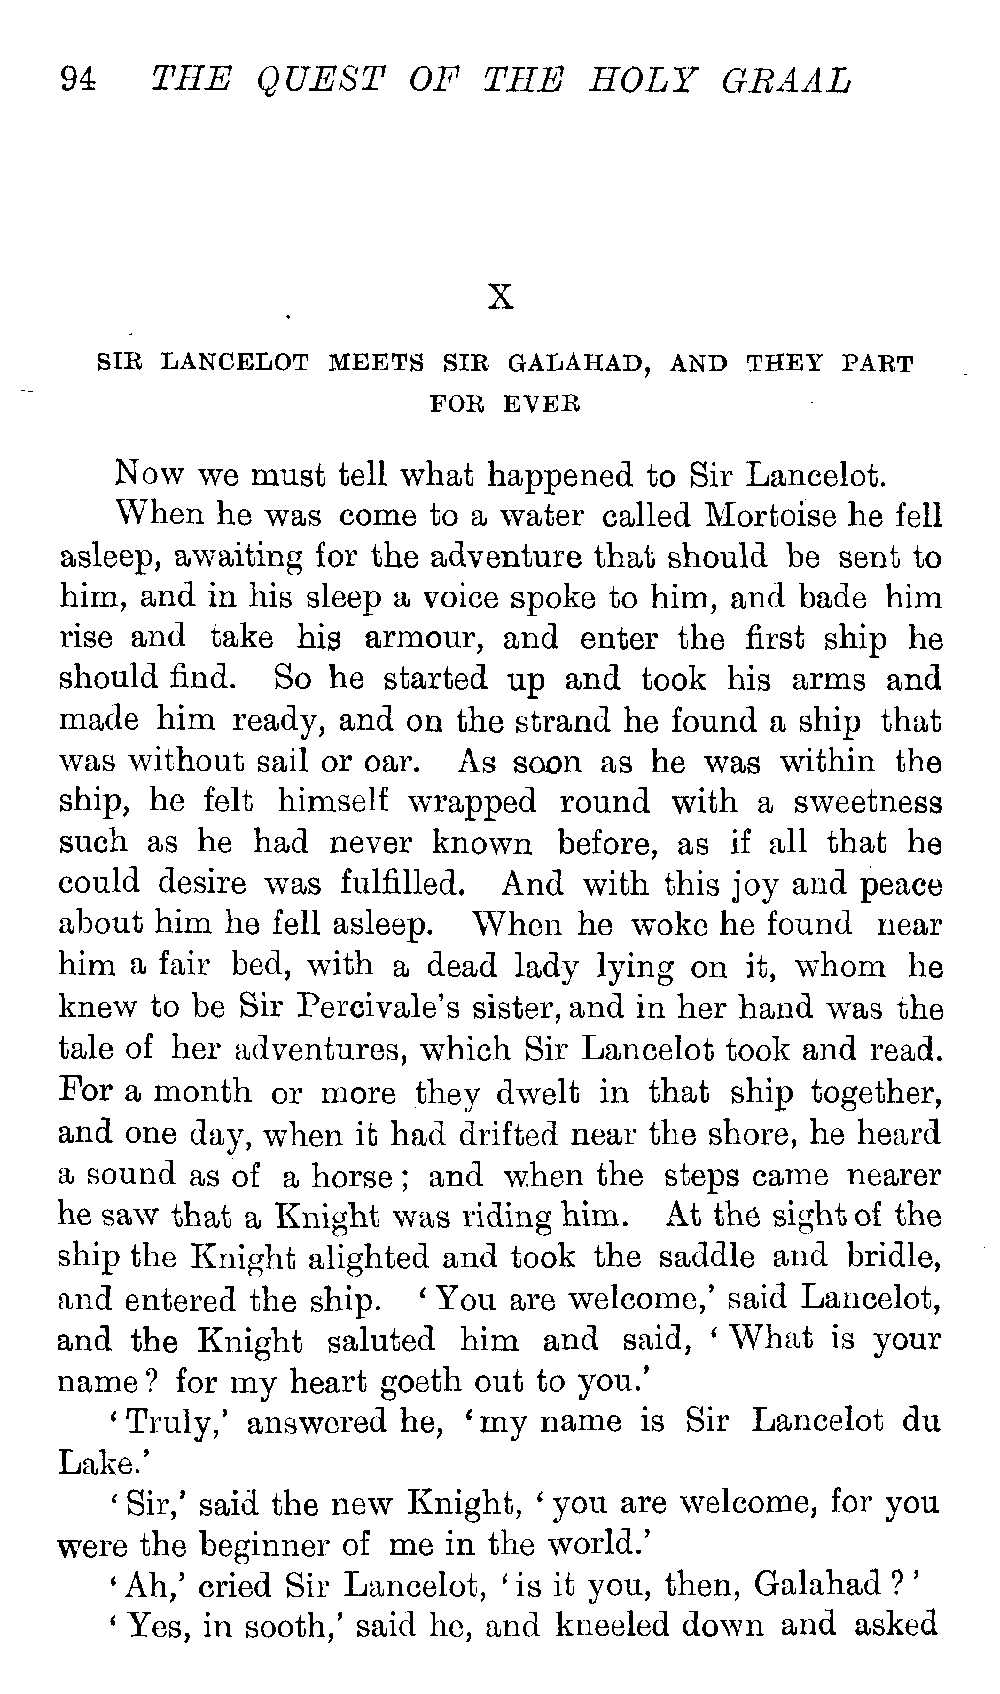 94 THE QUEST OF THE HOLY GRAAL
X
SIR LANCELOT MEETS SIR GALAHAD, AND THEY PART
FOR EVER
Now we must tell what happened to Sir Lancelot.
When he was come to a water called Mortoise he fell
asleep, awaiting for the adventure that should be sent to
him, and in his sleep a voice spoke to him, and bade him
rise and take his armour, and enter the first ship he
should find. So he started up and took his arms and
made him ready, and on the strand he found a ship that
was without sail or oar. As soon as he was within the
ship, he felt himself wrapped round with a sweetness
such as he had never known before, as if all that he
could desire was fulfilled. And with this joy and peace
about him he fell asleep. When he woke he found near
him a fair bed, with a dead lady lying on it, whom he
knew to be Sir Percivale's sister, and in her hand was the
tale of her adventures, which Sir Lancelot took and read.
For a month or more they dwelt in that ship together,
and one day, when it had drifted near the shore, he heard
a sound as of a horse; and when the steps came nearer
he saw that a Knight was riding him. At the sight of the
ship the Knight alighted and took the saddle and bridle,
and entered the ship. 'You are welcome,' said Lancelot,
and the Knight saluted him and said, 'What is your
name? for my heart goeth out to you.'
'Truly,' answered he, 'my name is Sir Lancelot du
Lake.'
'Sir,' said the new Knight, 'you are welcome, for you
were the beginner of me in the world.'
'Ah,' cried Sir Lancelot, 'is it you, then, Galahad?'
'Yes, in sooth,' said he, and kneeled down and asked